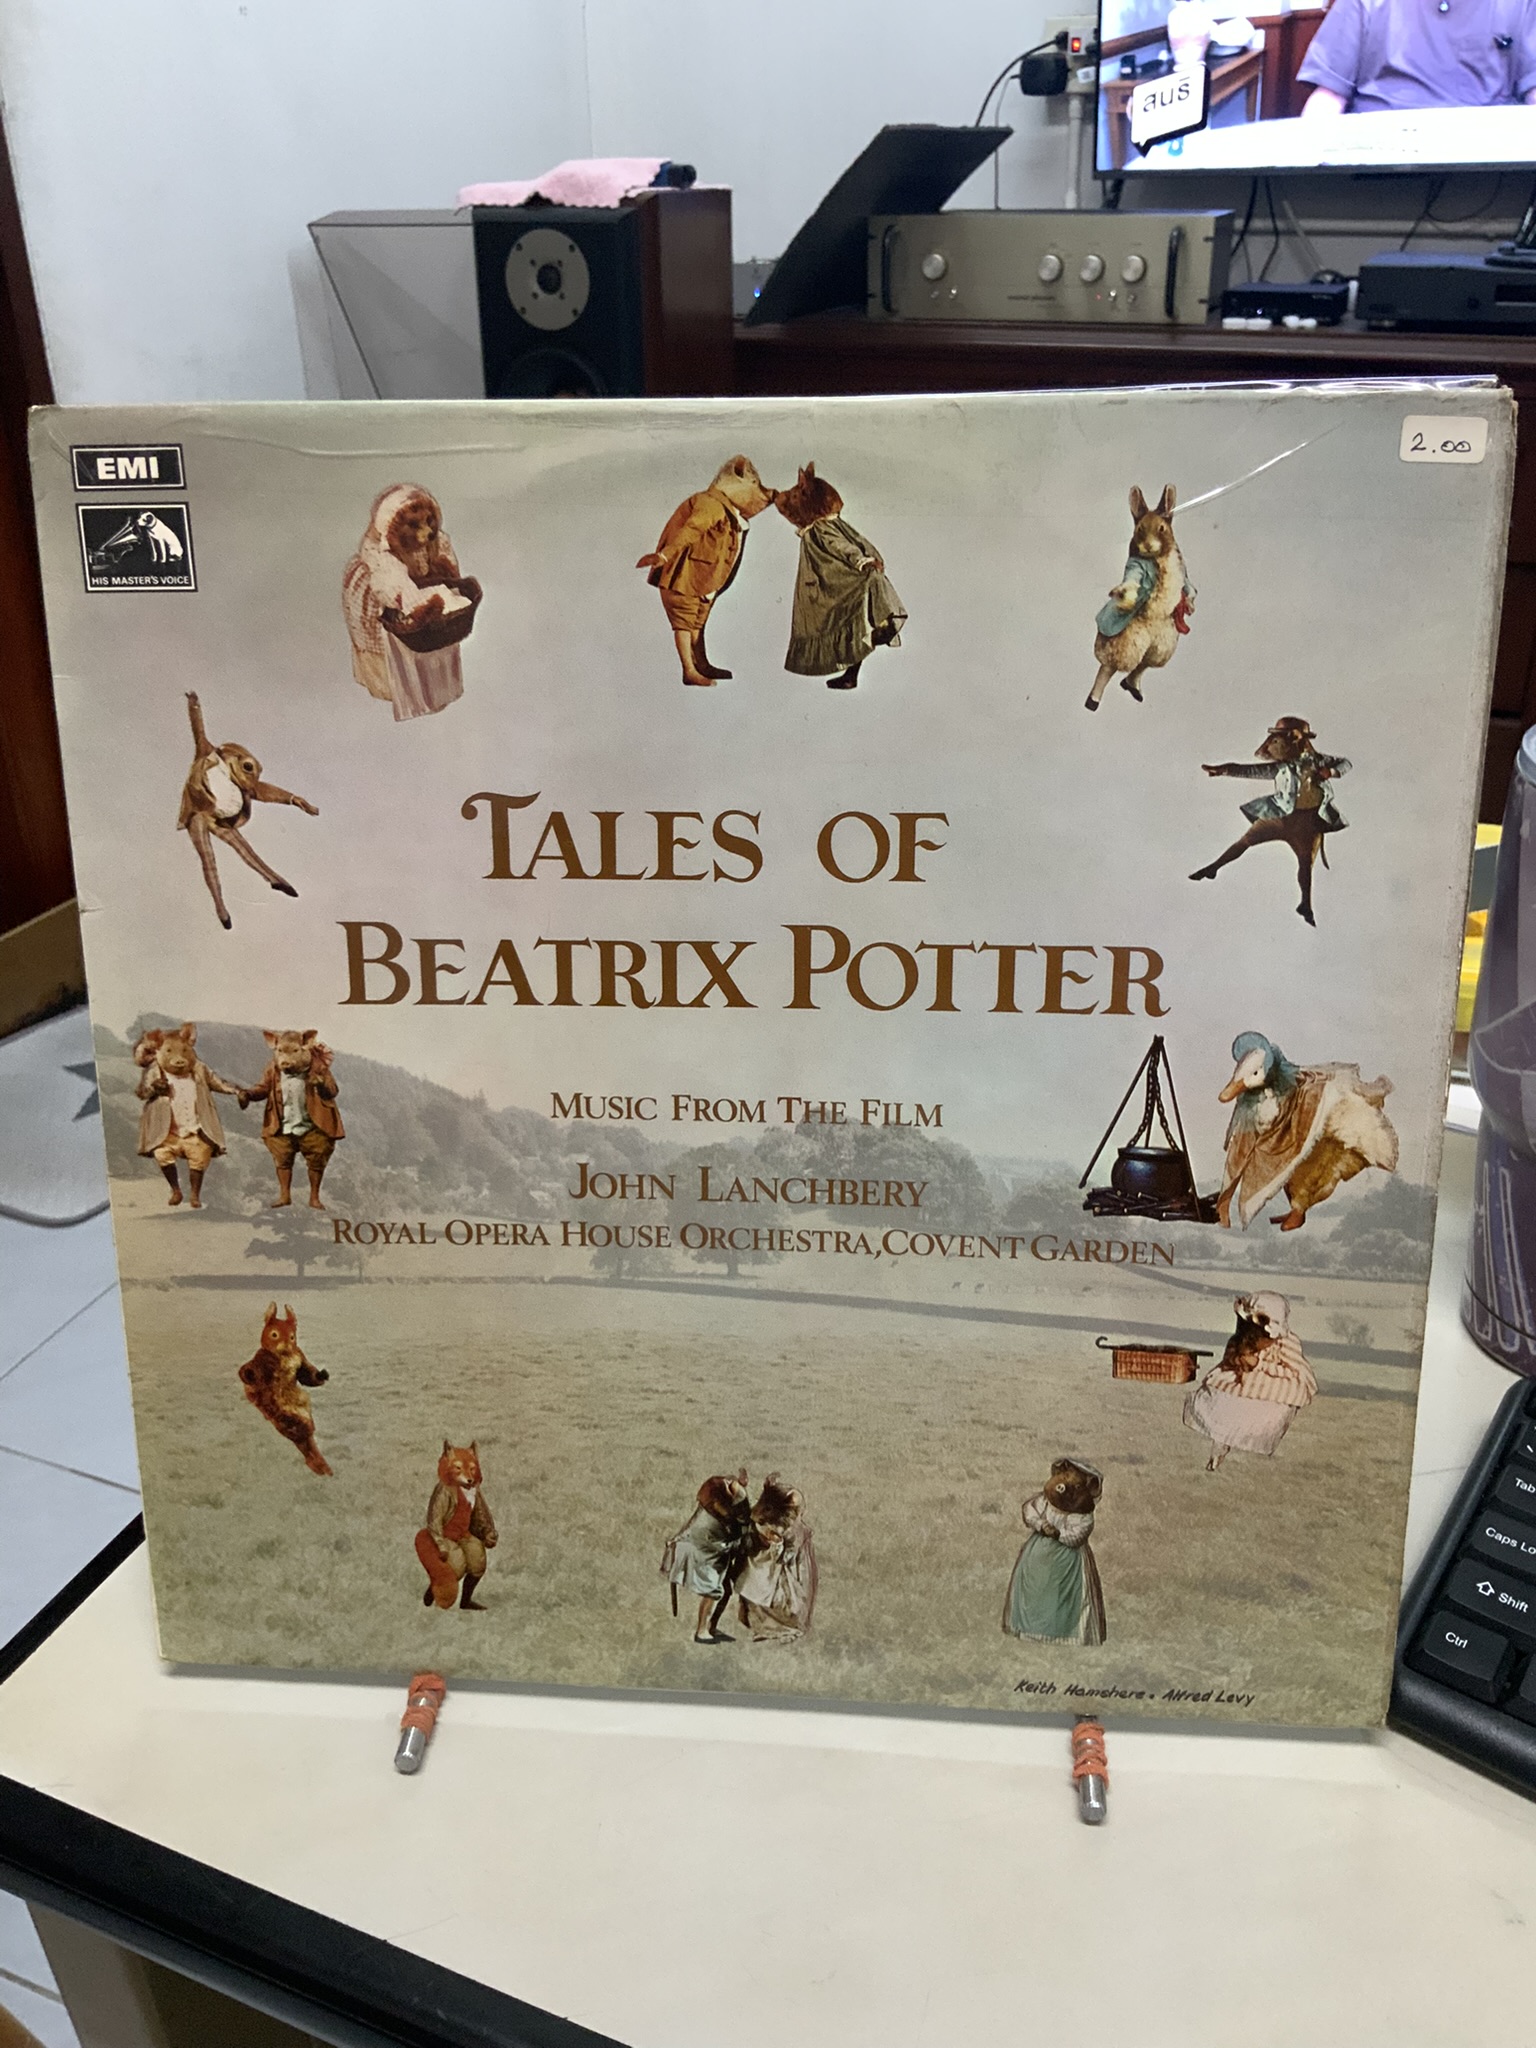 aus
EMI
HIS MASTER'S VOICE
2.00
TALES OF
BEATRIX POTTER
MUSIC FROM THE FILM
JOHN LANCHBERY
ROYAL OPERA HOUSE ORCHESTRA, COVENT GARDEN
Keith Hamshere . Alfred Levy
Tab
Caps Lo
Shift
Ctrl